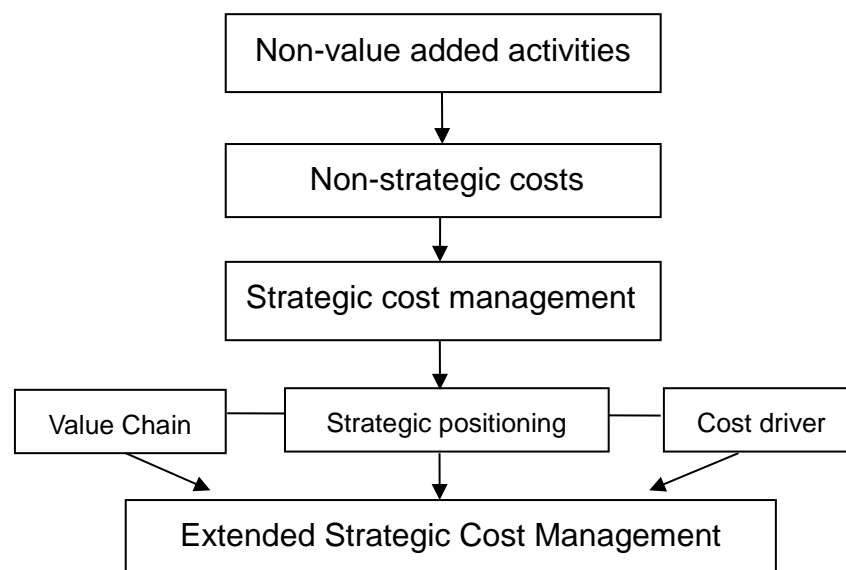 Non-value added activities
Non-strategic costs
Strategic cost management
Value Chain
Strategic positioning
Cost driver
Extended Strategic Cost Management